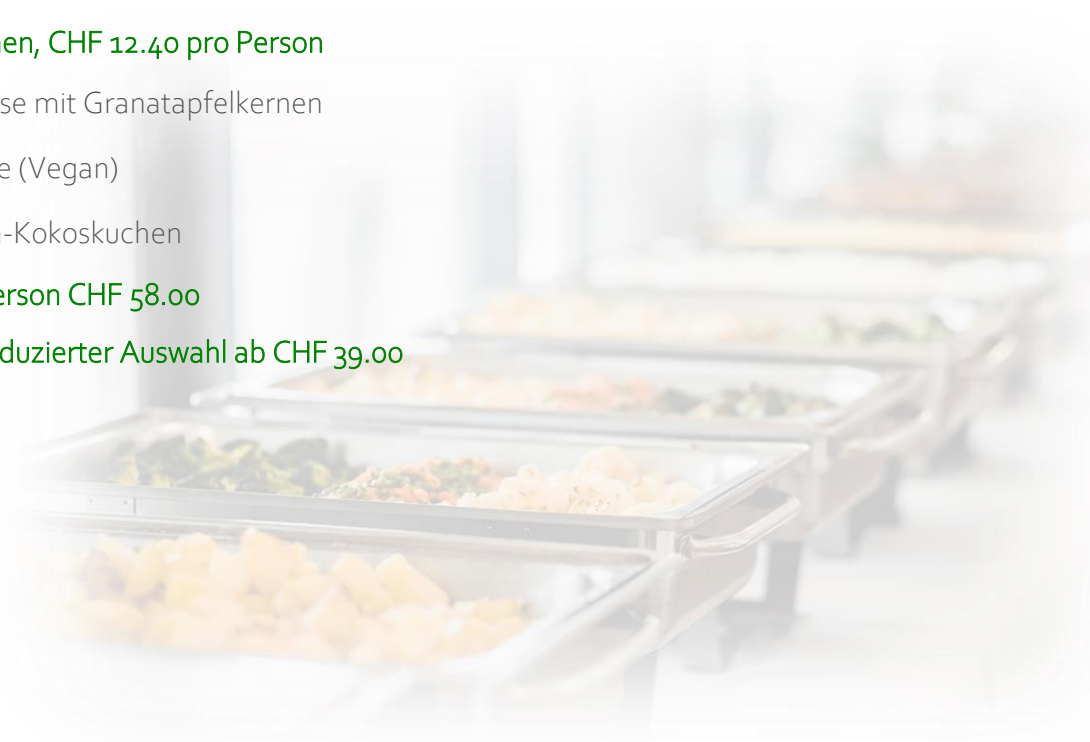 en, CHF 12.40 pro Person
se mit Granatapfelkernen
e (Vegan)
-Kokoskuchen
erson CHF 58.00
duzierter Auswahl ab CHF 39.00